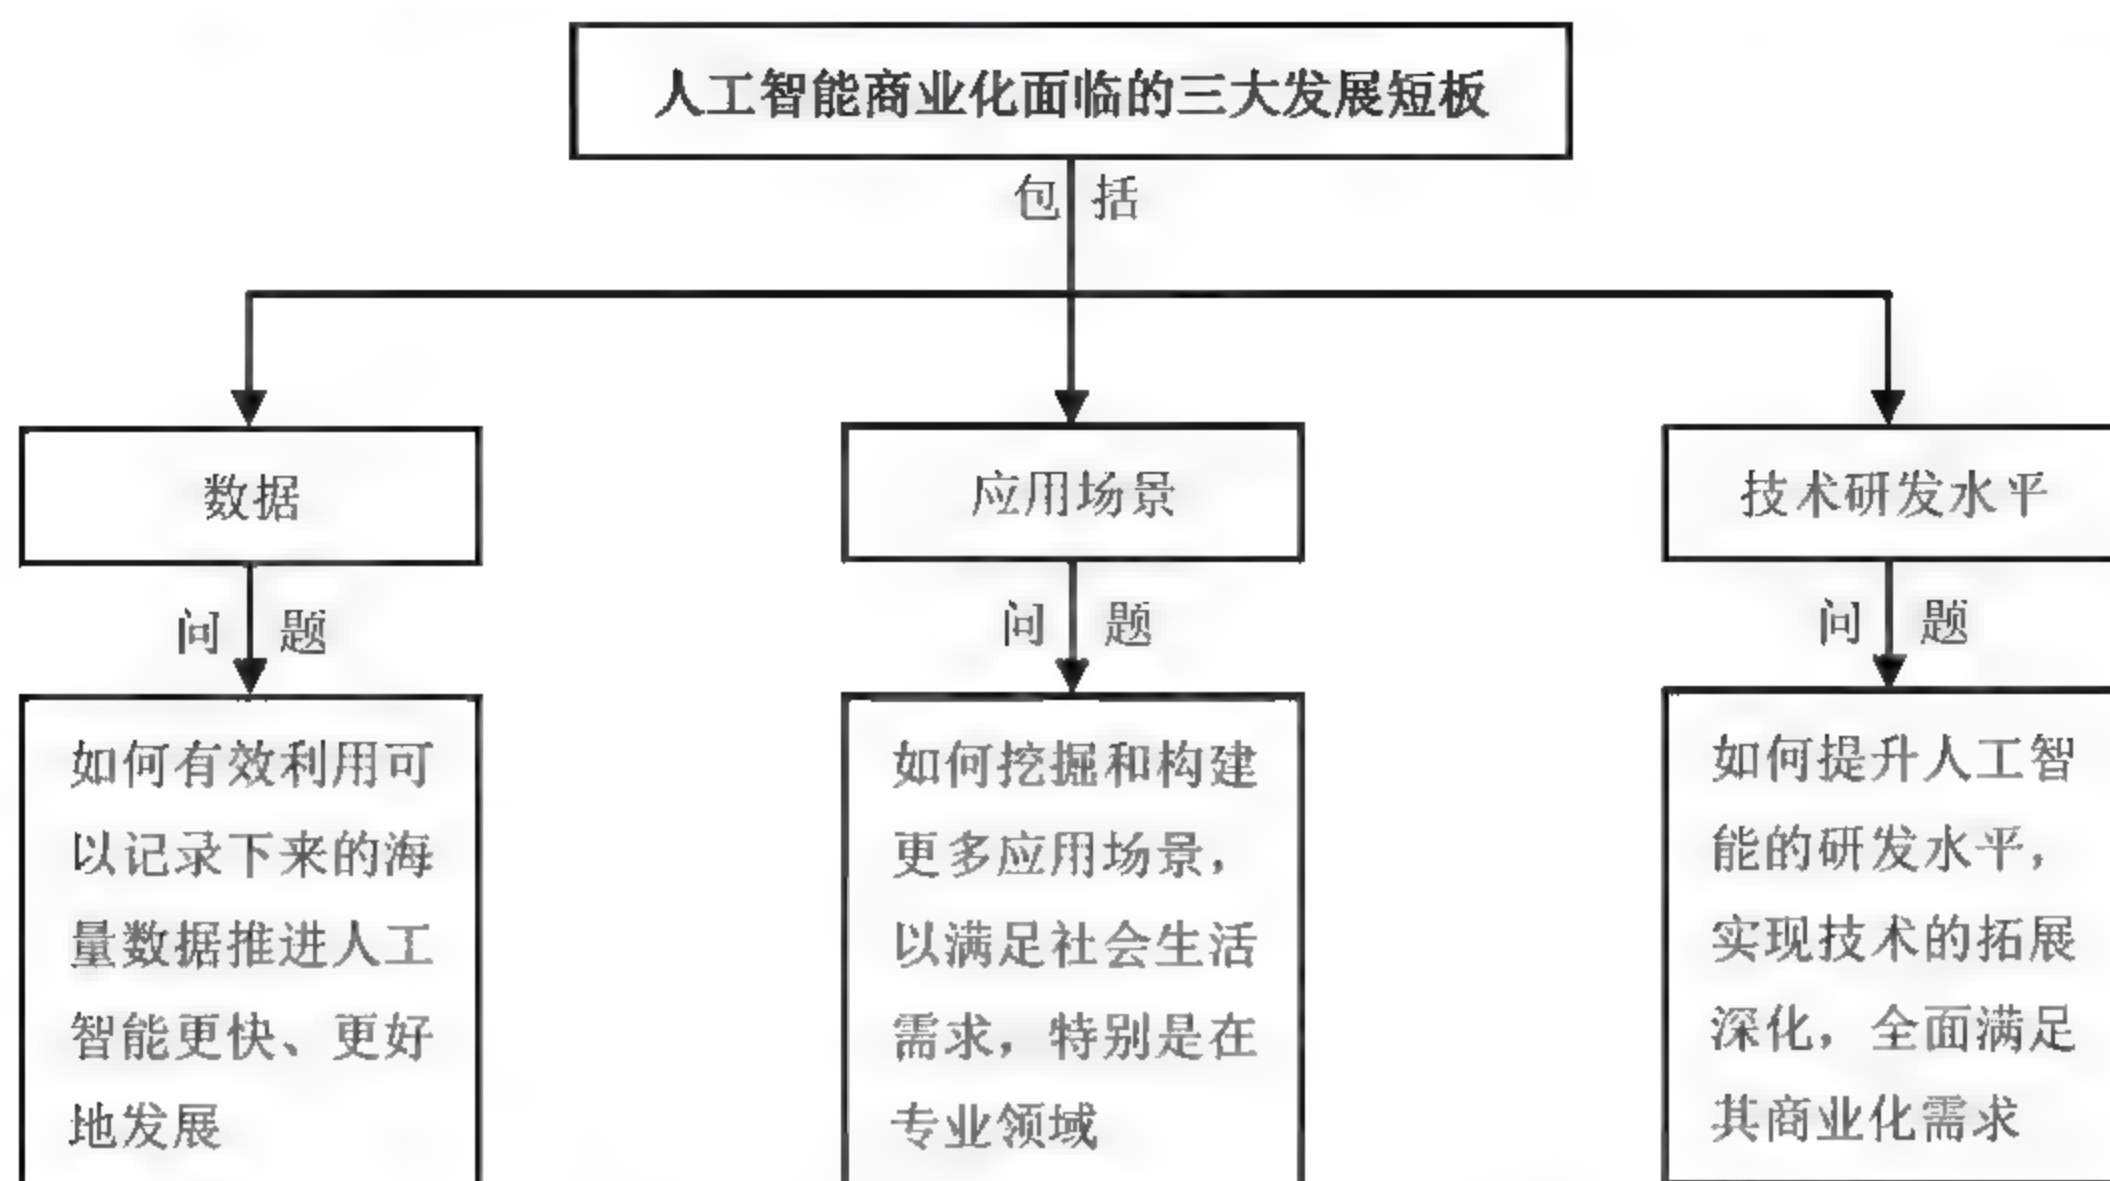 人工智能商业化面临的三大发展短板
包括
数据
应用场景
技术研发水平
问题
问题
问题
如何有效利用可
以记录下来的海
量数据推进人工
智能更快、更好
地发展
如何挖掘和构建
更多应用场景，
以满足社会生活
需求，特别是在
专业领域
如何提升人工智
能的研发水平，
实现技术的拓展
深化，全面满足
其商业化需求